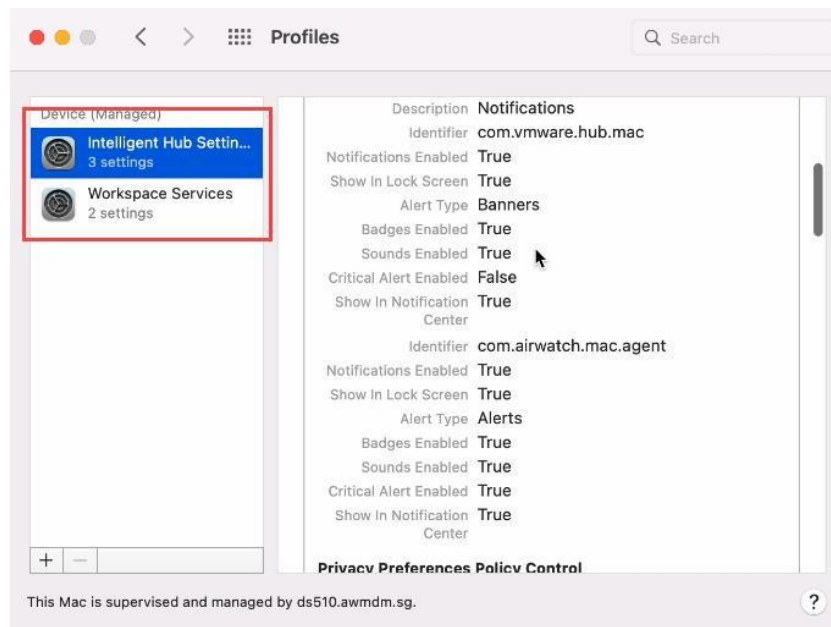 Profiles
Search
Device (Managed)
Intelligent Hub Settin...
3 settings
Workspace Services
2 settings
Description Notifications
Identifier com.vmware.hub.mac
Notifications Enabled True
Show In Lock Screen True
Alert Type Banners
Badges Enabled True
Sounds Enabled True
Critical Alert Enabled False
Show In Notification True
Center
Identifier com.airwatch.mac.agent
Notifications Enabled True
Show In Lock Screen True
Alert Type Alerts
Badges Enabled True
Sounds Enabled True
Critical Alert Enabled True
Show In Notification True
Center
Privacy Preferences Policy Control
+ −
This Mac is supervised and managed by ds510.awmdm.sg.
?